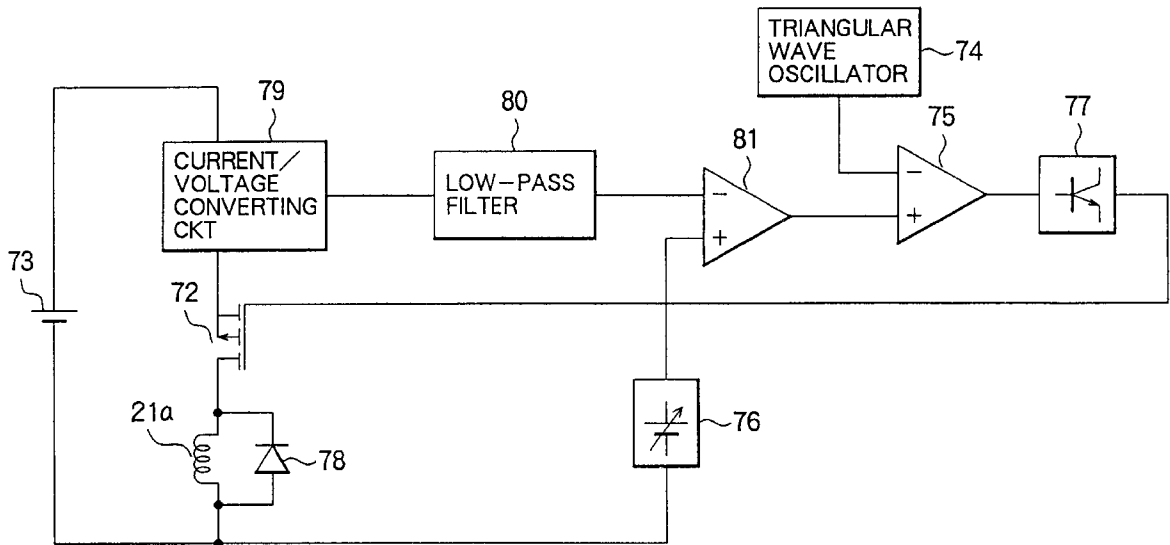 TRIANGULAR
WAVE
OSCILLATOR
74
79
80
75
77
81
CURRENT/
VOLTAGE
CONVERTING
CKT
LOW-PASS
FILTER
-
+
-
+
73
72
21a
78
76